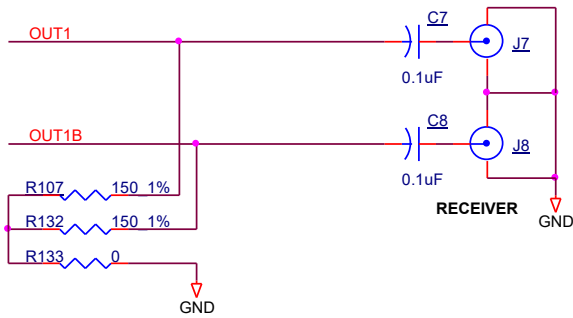 C7
OUT1
J7
0.1uF
C8
OUT1B
J8
0.1uF
R107 150_1%
RECEIVER
R132 150_1%
GND
R133 0
GND